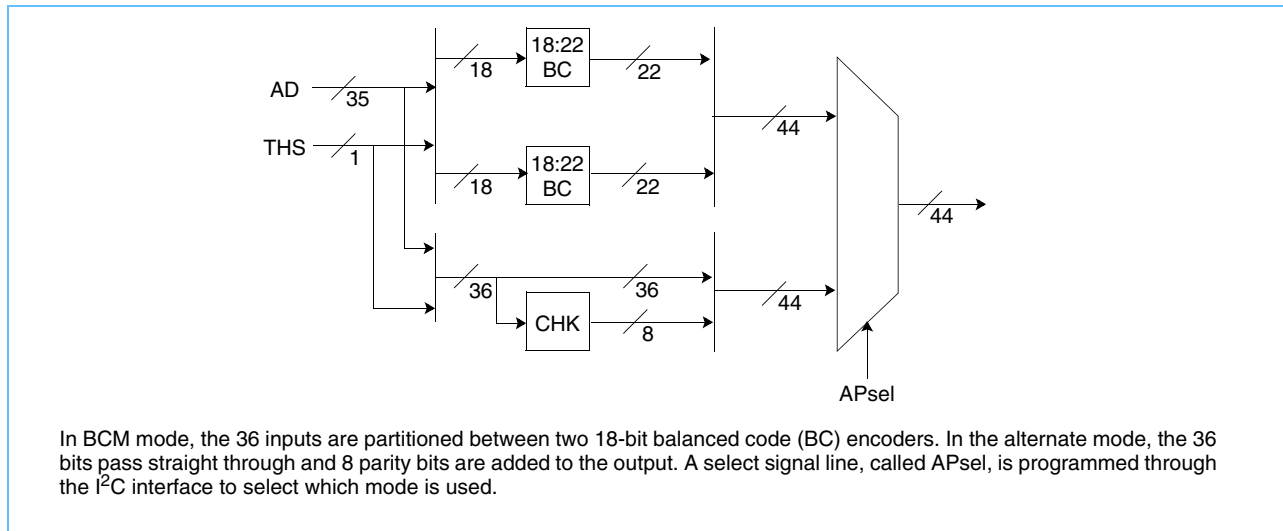 18:22
BC
18
22
AD
35
44
THS
1
18:22
BC
18
22
44
36
36
44
CHK
8
APsel
In BCM mode, the 36 inputs are partitioned between two 18-bit balanced code (BC) encoders. In the alternate mode, the 36
bits pass straight through and 8 parity bits are added to the output. A select signal line, called APsel, is programmed through
the I²C interface to select which mode is used.